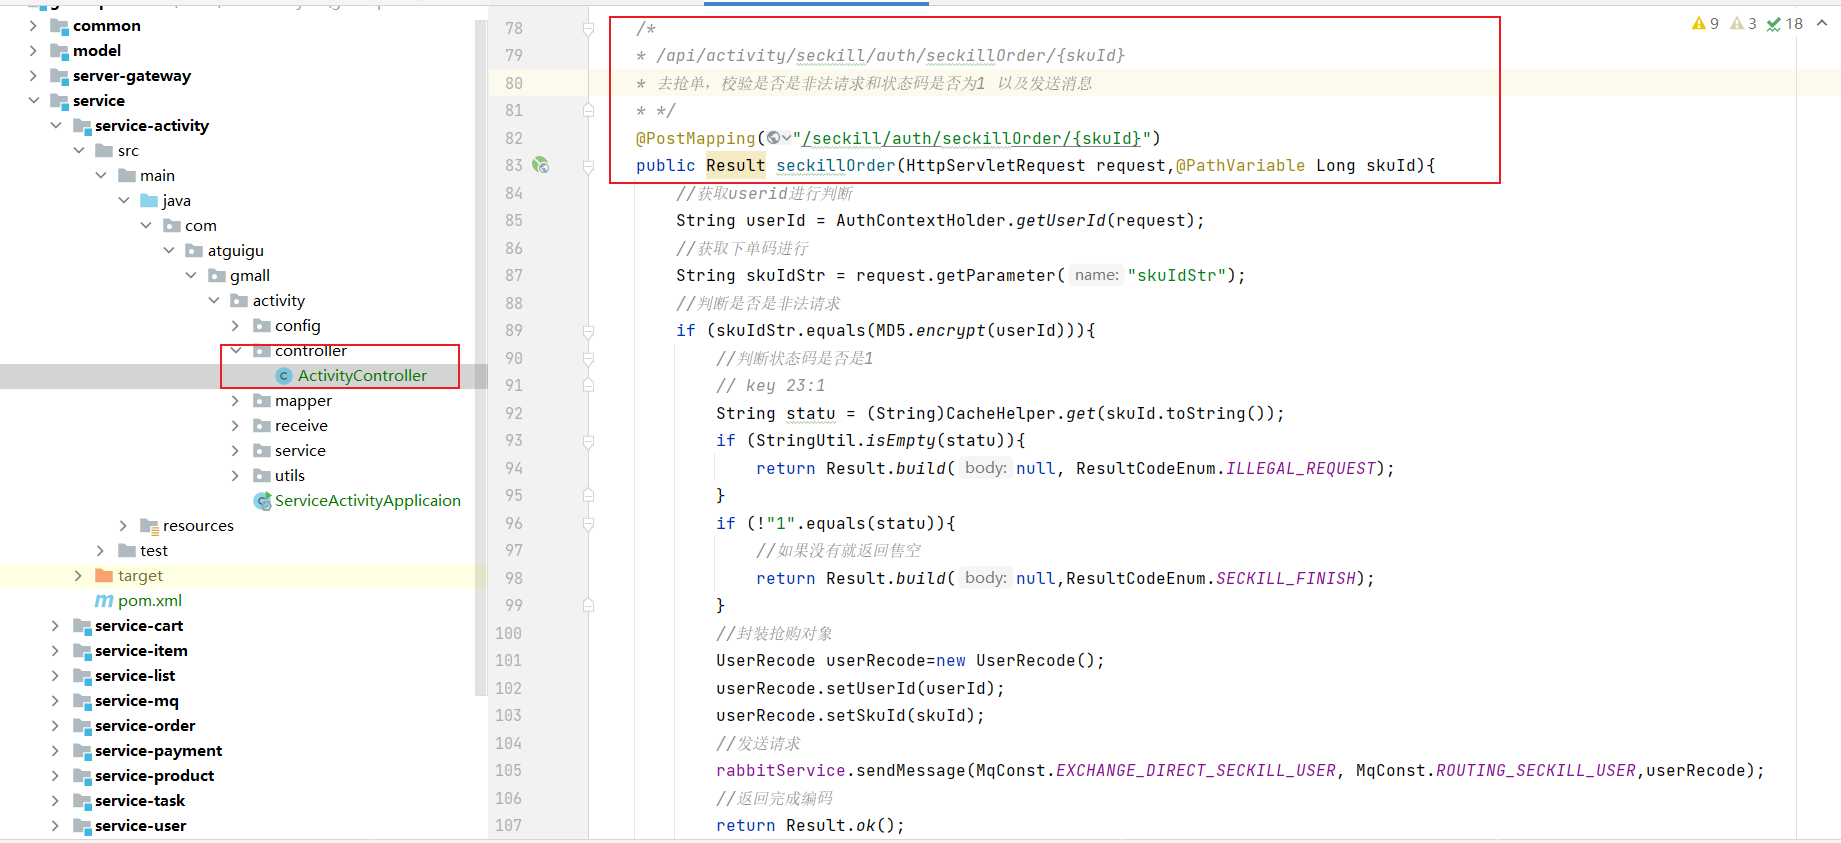 common
model
server-gateway
service
service-activity
src
main
java
com
atguigu
gmall
activity
config
controller
ActivityController
mapper
receive
service
utils
ServiceActivityApplicaion
resources
test
target
pom.xml
service-cart
service-item
service-list
service-mq
service-order
service-payment
service-product
service-task
service-user
9 3 18
78 /*
79 * /api/activity/seckill/auth/seckillOrder/{skuId}
80 * 去抢单，校验是否是非法请求和状态码是否为1 以及发送消息
81 * */
82 @PostMapping("/seckill/auth/seckillOrder/{skuId}")
83 public Result seckillOrder(HttpServletRequest request,@PathVariable Long skuId){
84 //获取userid进行判断
85 String userId = AuthContextHolder.getUserId(request);
86 //获取下单码进行
87 String skuIdStr = request.getParameter( name: "skuIdStr");
88 //判断是否是非法请求
89 if (skuIdStr.equals(MD5.encrypt(userId))){
90 //判断状态码是否是1
91 // key 23:1
92 String statu = (String)CacheHelper.get(skuId.toString());
93 if (StringUtil.isEmpty(statu)){
94 return Result.build( body: null, ResultCodeEnum.ILLEGAL_REQUEST);
95 }
96 if (!"1".equals(statu)){
97 //如果没有就返回售空
98 return Result.build( body: null,ResultCodeEnum.SECKILL_FINISH);
99 }
100 //封装抢购对象
101 UserRecode userRecode=new UserRecode();
102 userRecode.setUserId(userId);
103 userRecode.setSkuId(skuId);
104 //发送请求
105 rabbitService.sendMessage(MqConst.EXCHANGE_DIRECT_SECKILL_USER, MqConst.ROUTING_SECKILL_USER,userRecode);
106 //返回完成编码
107 return Result.ok();